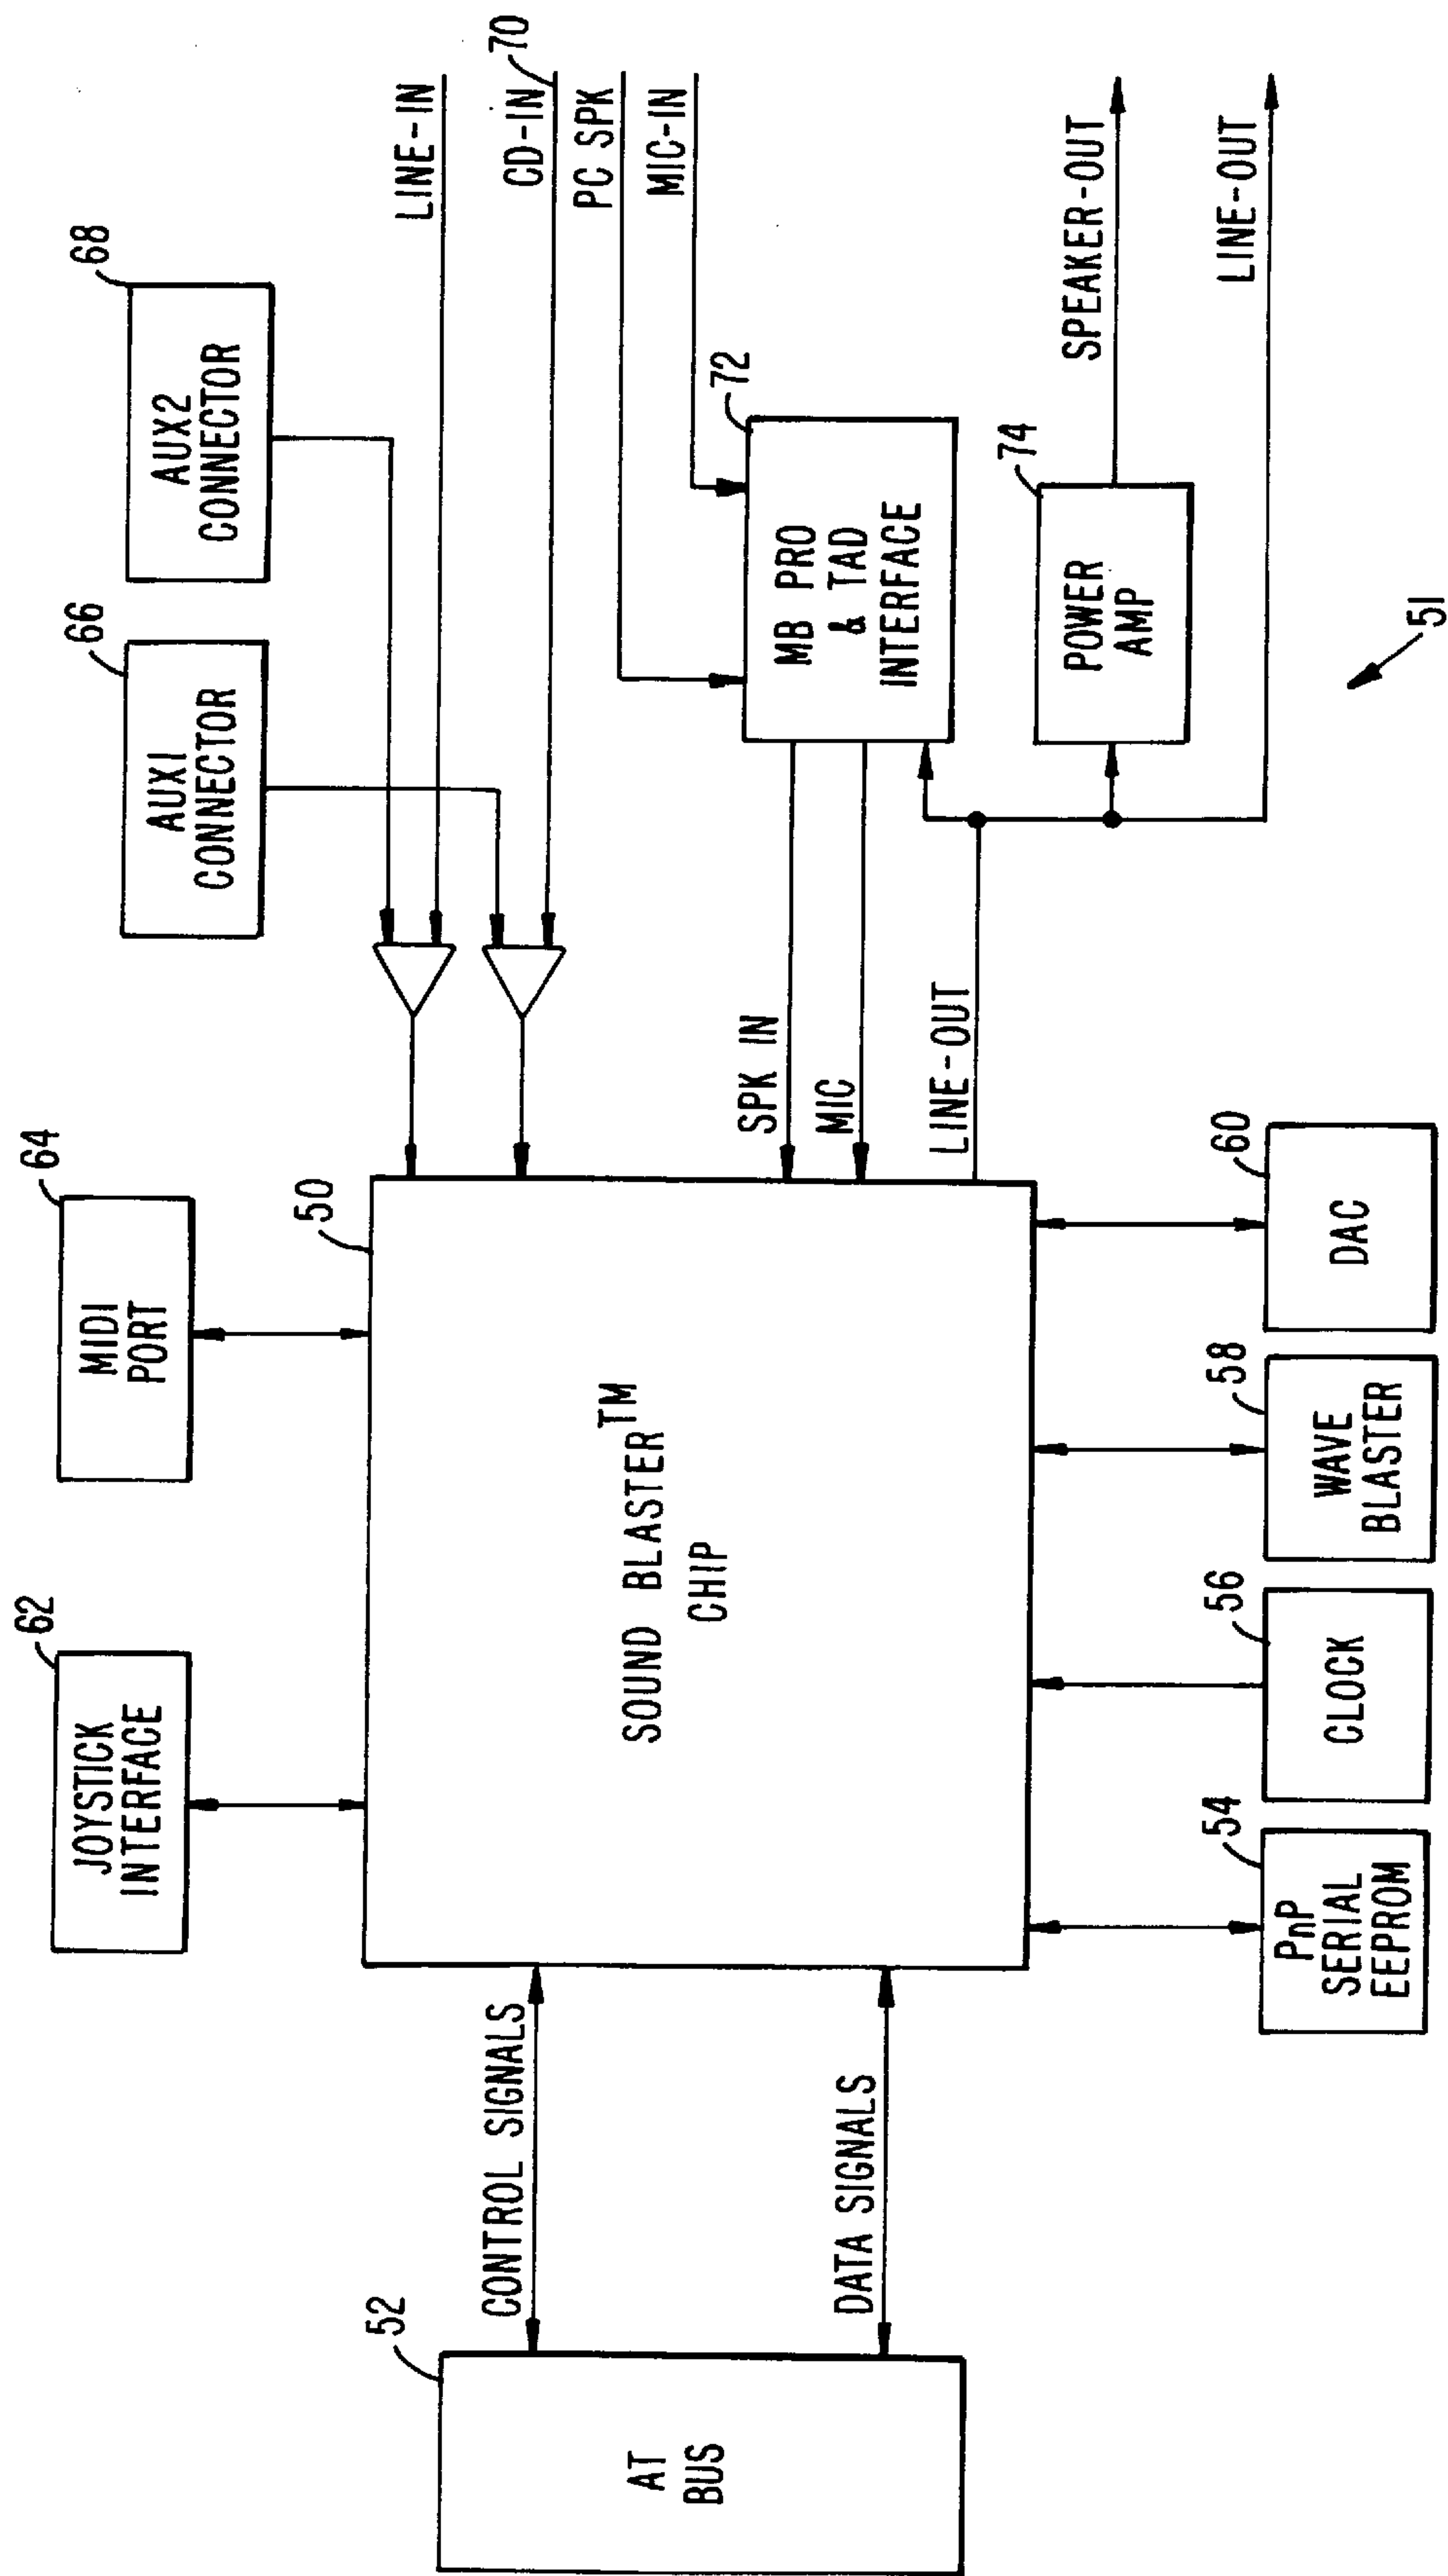 62
JOYSTICK
INTERFACE
64
MIDI
PORT
66
AUX1
CONNECTOR
68
AUX2
CONNECTOR
LINE-IN
CD-IN
70
PC SPK
MIC-IN
52
AT
BUS
CONTROL SIGNALS
DATA SIGNALS
50
SOUND BLASTER™
CHIP
SPK IN
MIC
LINE-OUT
72
MB PRO
& TAD
INTERFACE
74
POWER
AMP
SPEAKER-OUT
LINE-OUT
54
PnP
SERIAL
EEPROM
56
CLOCK
58
WAVE
BLASTER
60
DAC
51